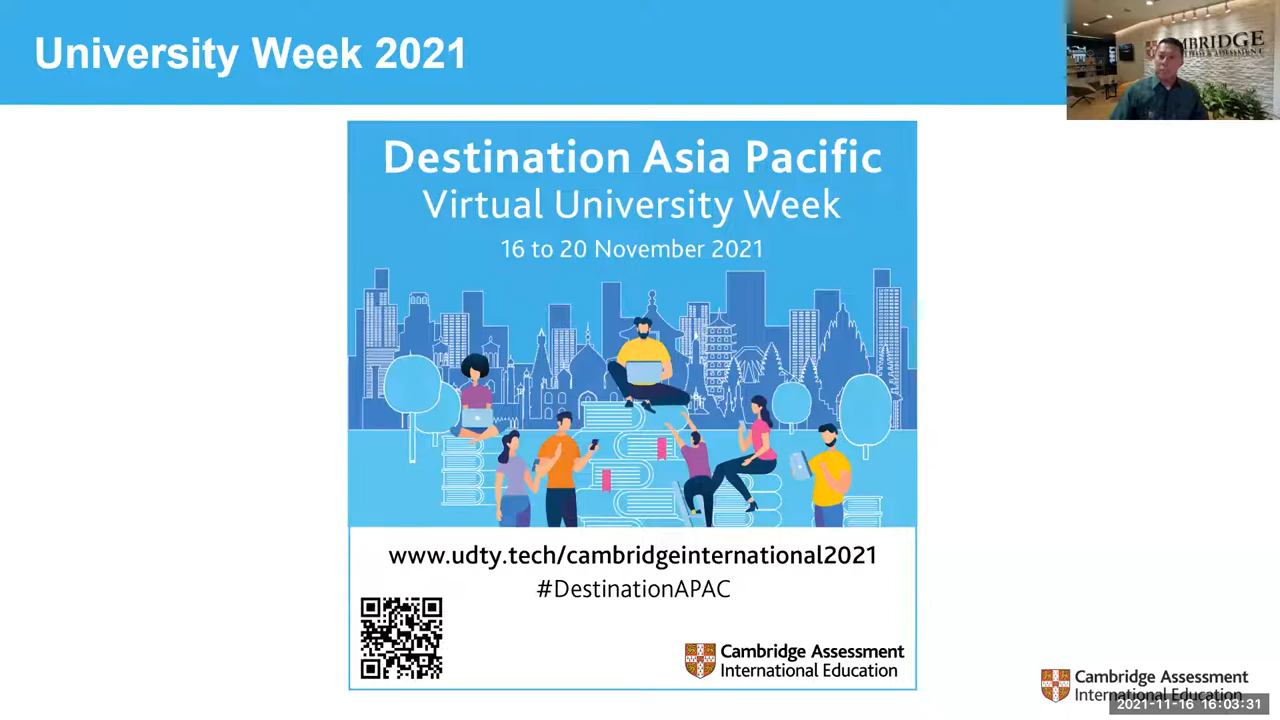 University Week 2021
CAMBRIDGE
Destination Asia Pacific
Virtual University Week
16 to 20 November 2021
www.udty.tech/cambridgeinternational2021
#DestinationAPAC
Cambridge Assessment
International Education
Cambridge Assessment
International Education
2021-11-16 16:03:31